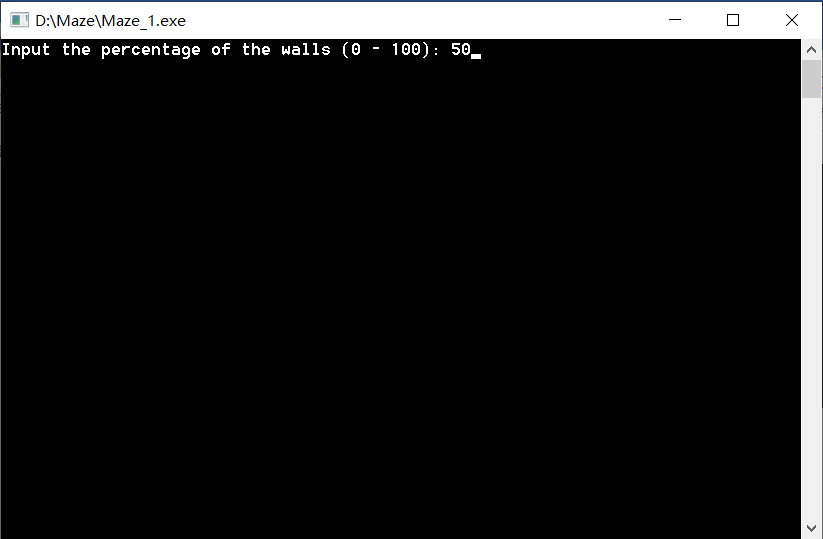 D:\Maze\Maze_1.exe
Input the percentage of the walls (0 - 100): 50